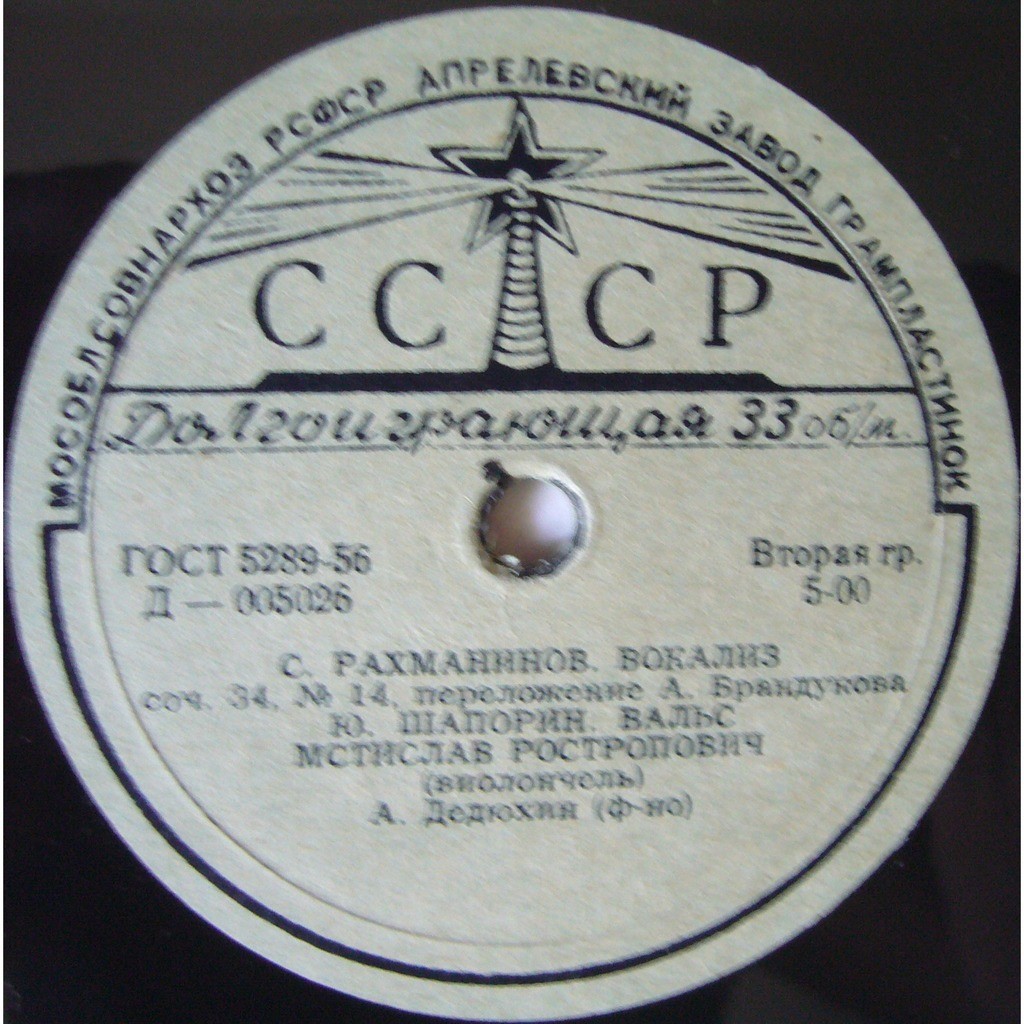 МОСОБЛСОВНАРХОЗ РСФСР АПРЕЛЕВСКИЙ ЗАВОД ГРАМПЛАСТИНОК
СССР
Долгоиграющая 33 об/м.
ГОСТ 5289-56
Д — 005026
Вторая гр.
5-00
С. РАХМАНИНОВ. ВОКАЛИЗ
соч. 34, № 14, переложение А. Брандукова
Ю. ШАПОРИН. ВАЛЬС
МСТИСЛАВ РОСТРОПОВИЧ
(виолончель)
А. Дедюхин (ф-но)